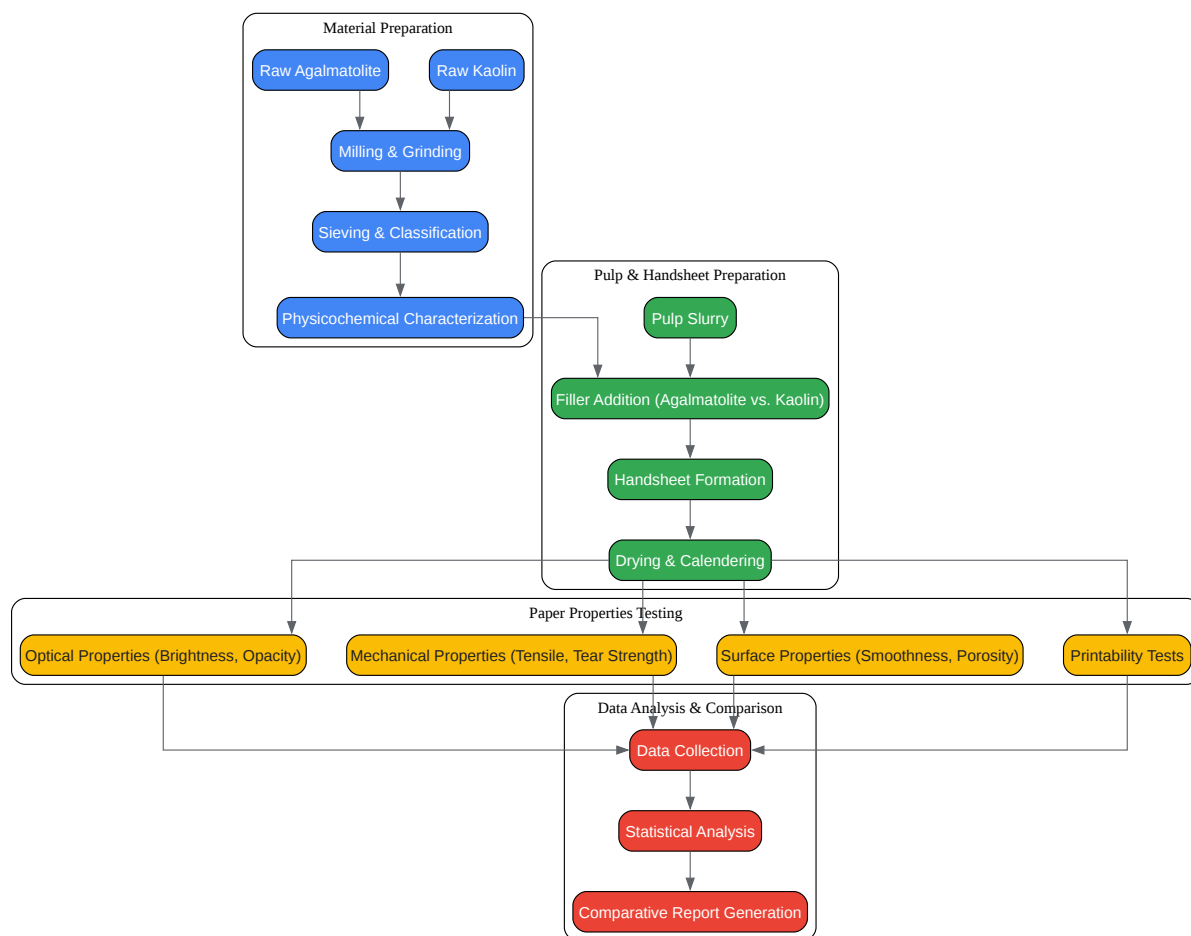 Material Preparation
Raw Agalmatolite
Raw Kaolin
Milling & Grinding
Sieving & Classification
Physicochemical Characterization
Pulp & Handsheet Preparation
Pulp Slurry
Filler Addition (Agalmatolite vs. Kaolin)
Handsheet Formation
Drying & Calendering
Paper Properties Testing
Optical Properties (Brightness, Opacity)
Mechanical Properties (Tensile, Tear Strength)
Surface Properties (Smoothness, Porosity)
Printability Tests
Data Analysis & Comparison
Data Collection
Statistical Analysis
Comparative Report Generation